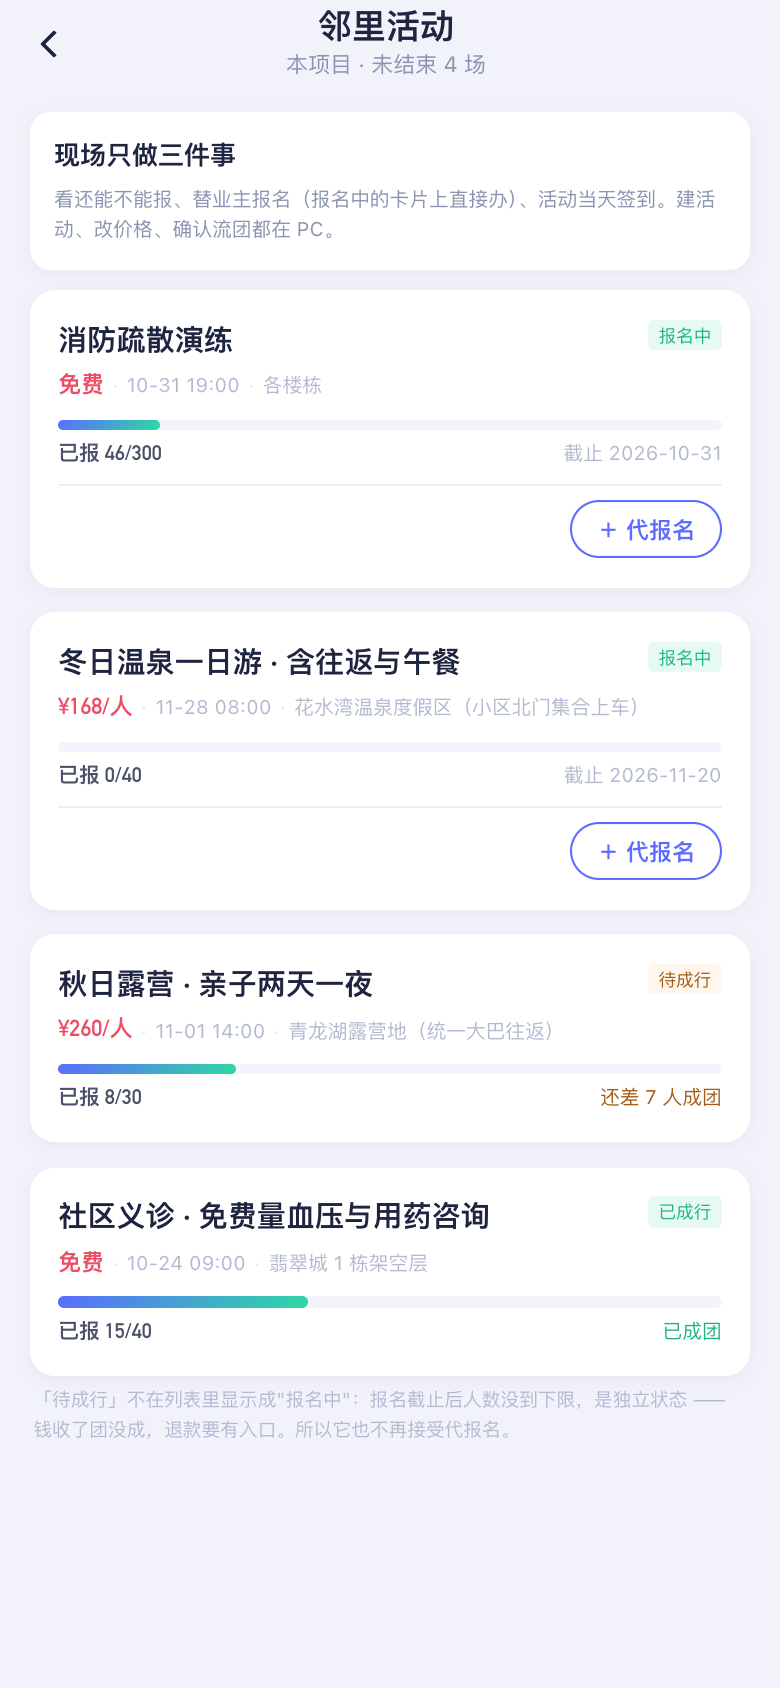 邻里活动
本项目 · 未结束 4 场
现场只做三件事
看还能不能报、替业主报名（报名中的卡片上直接办）、活动当天签到。建活
动、改价格、确认流团都在 PC。
消防疏散演练
报名中
免费 · 10-31 19:00 · 各楼栋
已报 46/300
截止 2026-10-31
+ 代报名
冬日温泉一日游 · 含往返与午餐
报名中
¥168/人 · 11-28 08:00 · 花水湾温泉度假区（小区北门集合上车）
已报 0/40
截止 2026-11-20
+ 代报名
秋日露营 · 亲子两天一夜
待成行
¥260/人 · 11-01 14:00 · 青龙湖露营地（统一大巴往返）
已报 8/30
还差 7 人成团
社区义诊 · 免费量血压与用药咨询
已成行
免费 · 10-24 09:00 · 翡翠城 1 栋架空层
已报 15/40
已成团
「待成行」不在列表里显示成"报名中"：报名截止后人数没到下限，是独立状态 ——
钱收了团没成，退款要有入口。所以它也不再接受代报名。